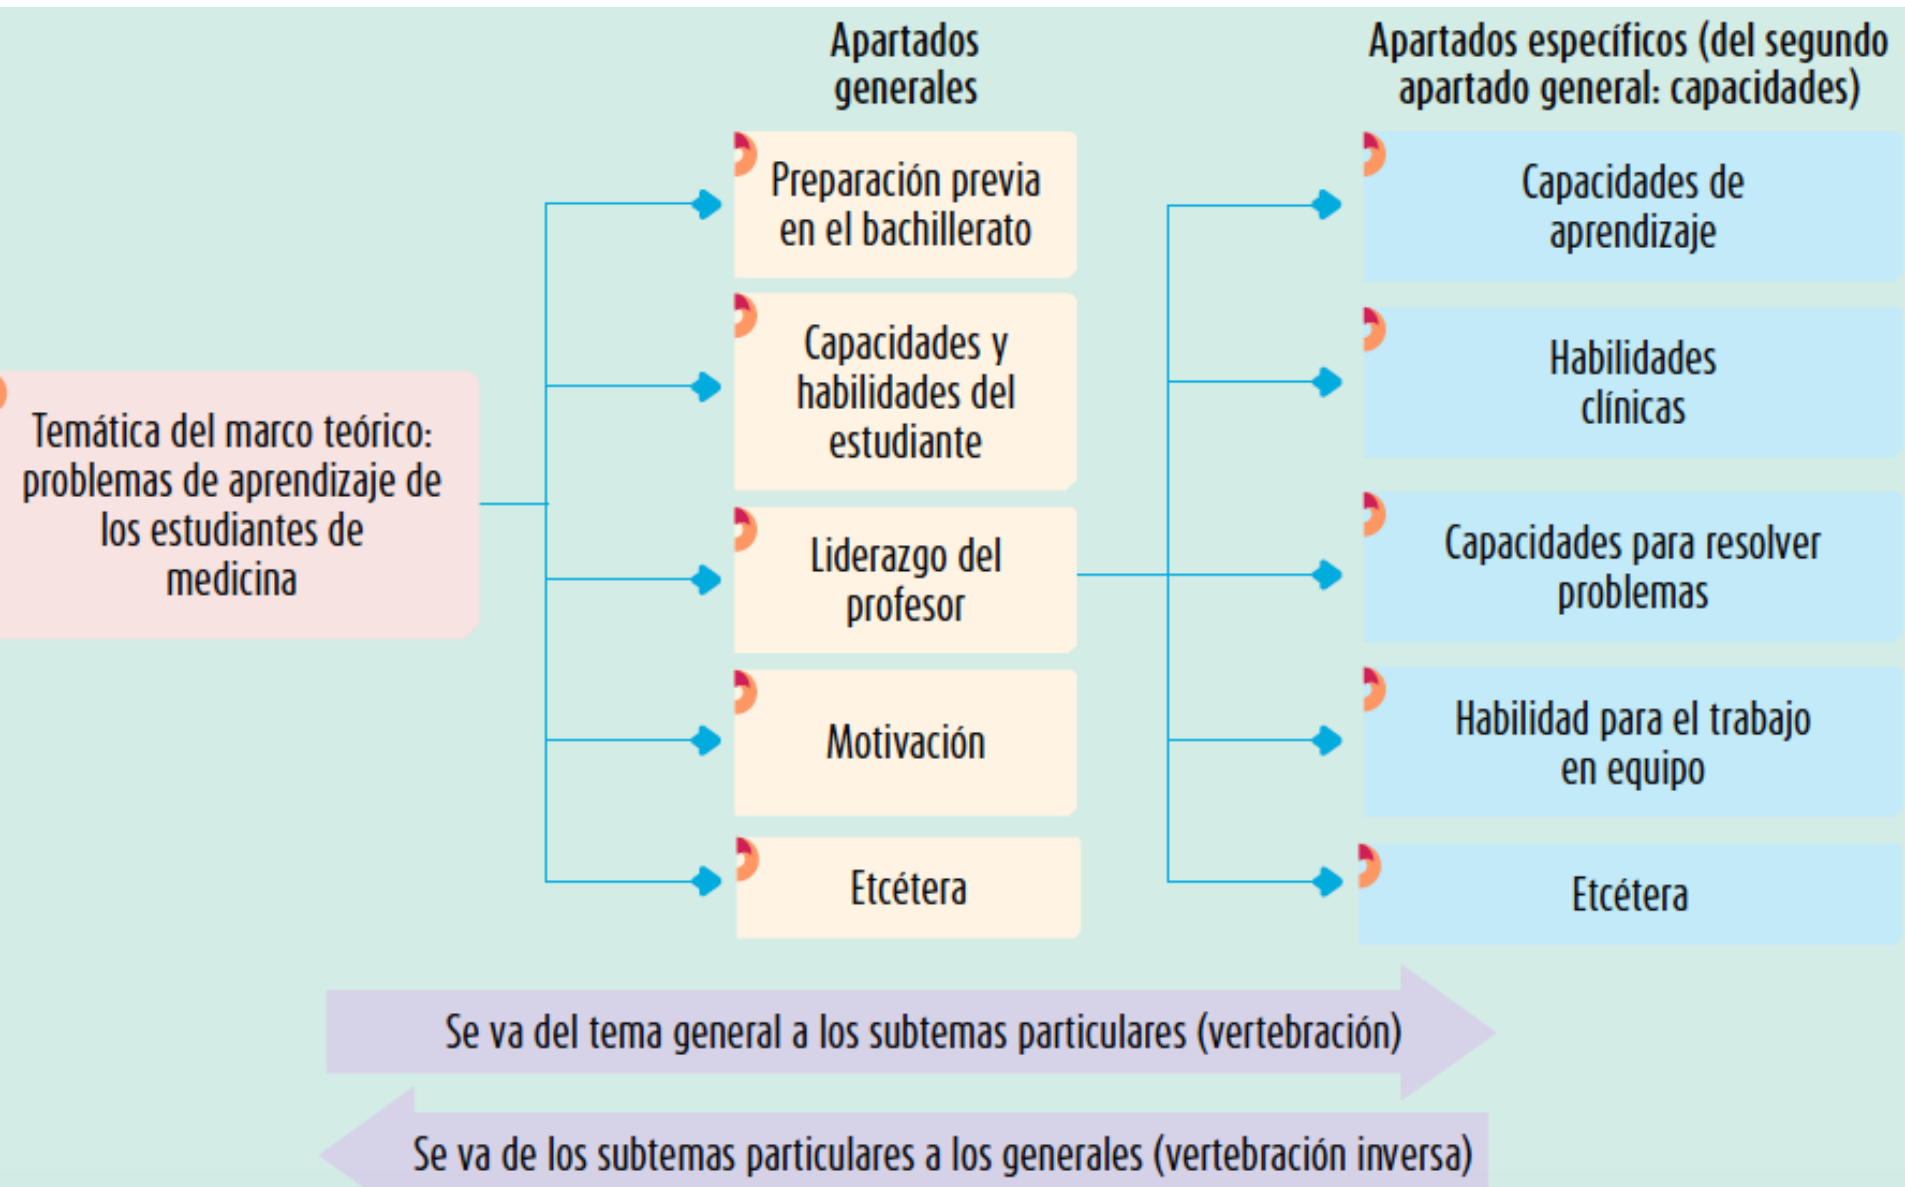 Apartados
generales
Apartados específicos (del segundo
apartado general: capacidades)
Temática del marco teórico:
problemas de aprendizaje de
los estudiantes de
medicina
Preparación previa
en el bachillerato
Capacidades y
habilidades del
estudiante
Liderazgo del
profesor
Motivación
Etcétera
Capacidades de
aprendizaje
Habilidades
clínicas
Capacidades para resolver
problemas
Habilidad para el trabajo
en equipo
Etcétera
Se va del tema general a los subtemas particulares (vertebración)
Se va de los subtemas particulares a los generales (vertebración inversa)